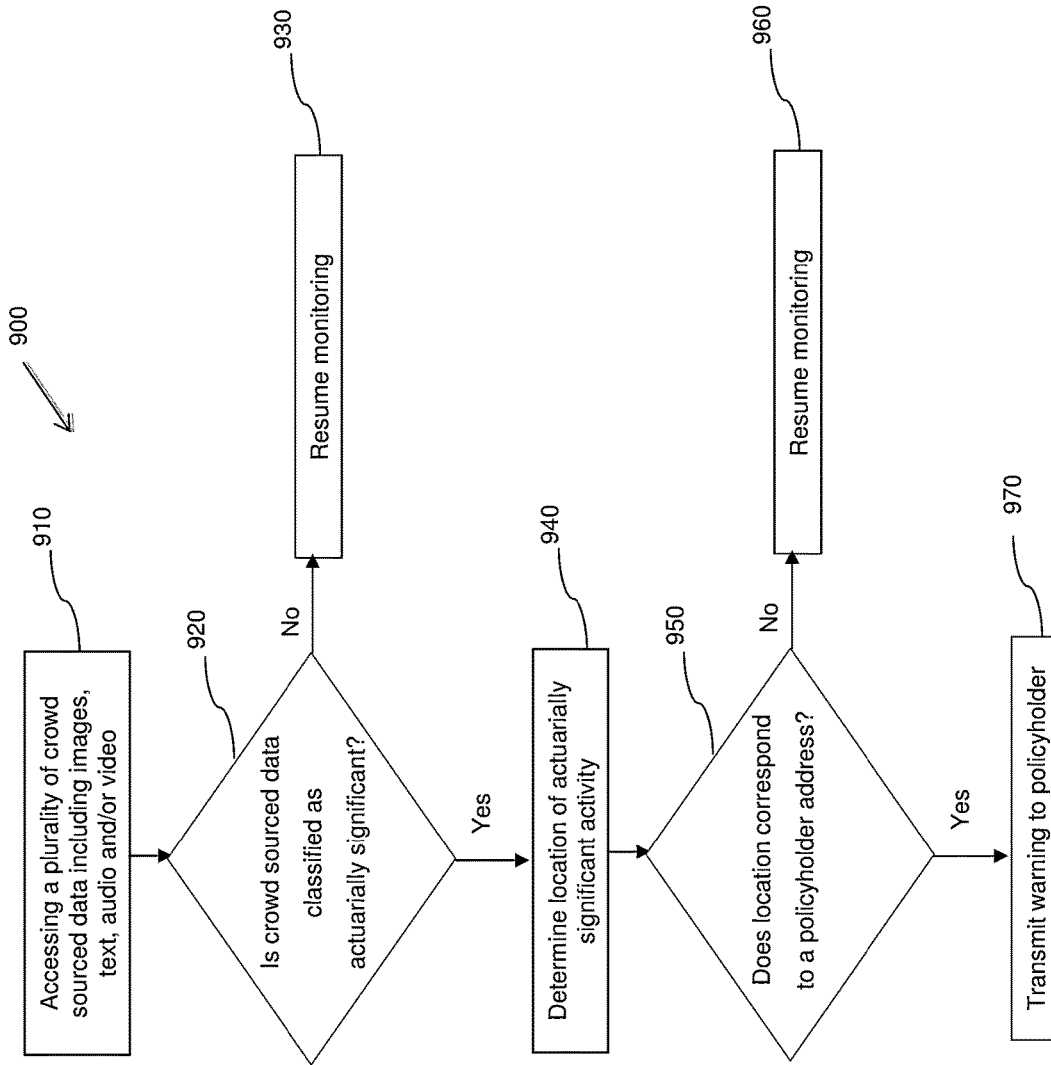 900
910
Accessing a plurality of crowd
sourced data including images,
text, audio and/or video
920
Is crowd sourced data
classified as
actuarially significant?
No
930
Resume monitoring
Yes
940
Determine location of actuarially
significant activity
950
Does location correspond
to a policyholder address?
No
960
Resume monitoring
Yes
970
Transmit warning to policyholder